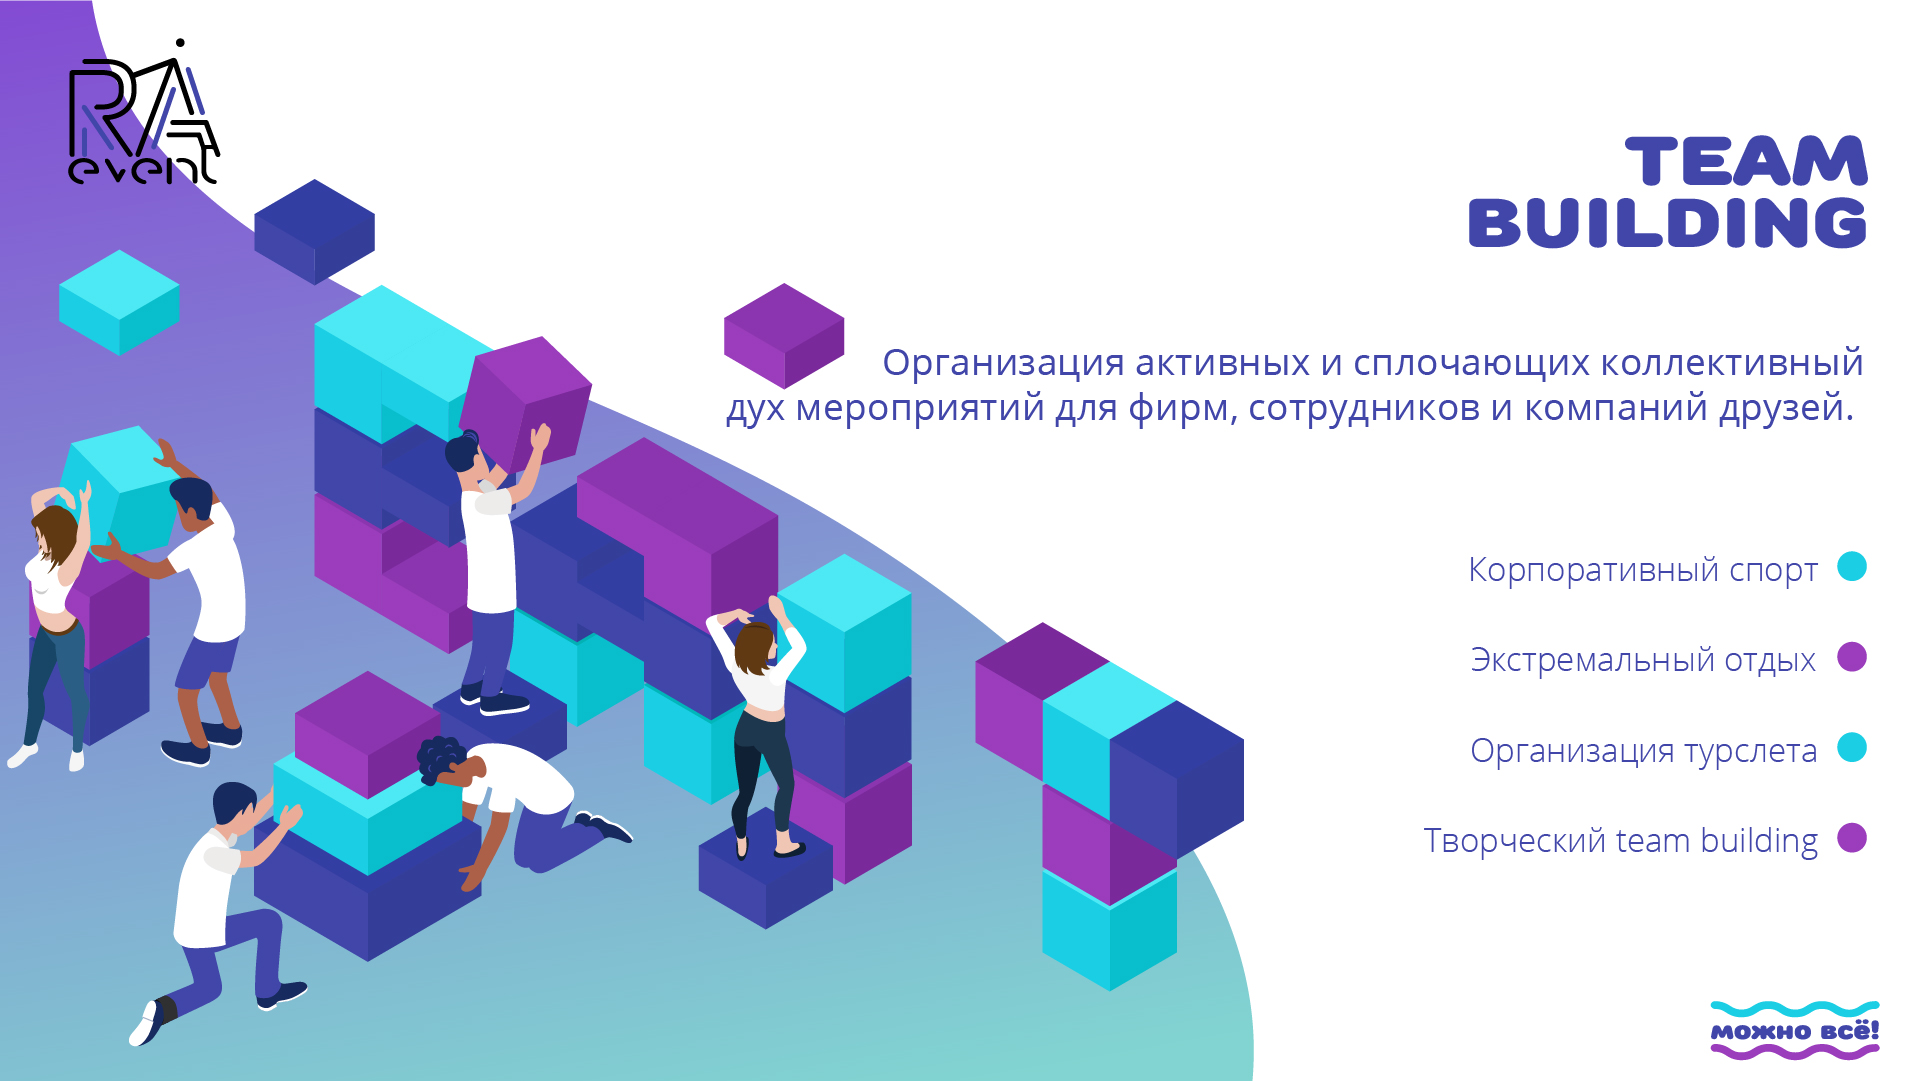 RA
event
TEAM
BUILDING
Организация активных и сплочающих коллективный
дух мероприятий для фирм, сотрудников и компаний друзей.
Корпоративный спорт
Экстремальный отдых
Организация турслета
Творческий team building
можно всё!